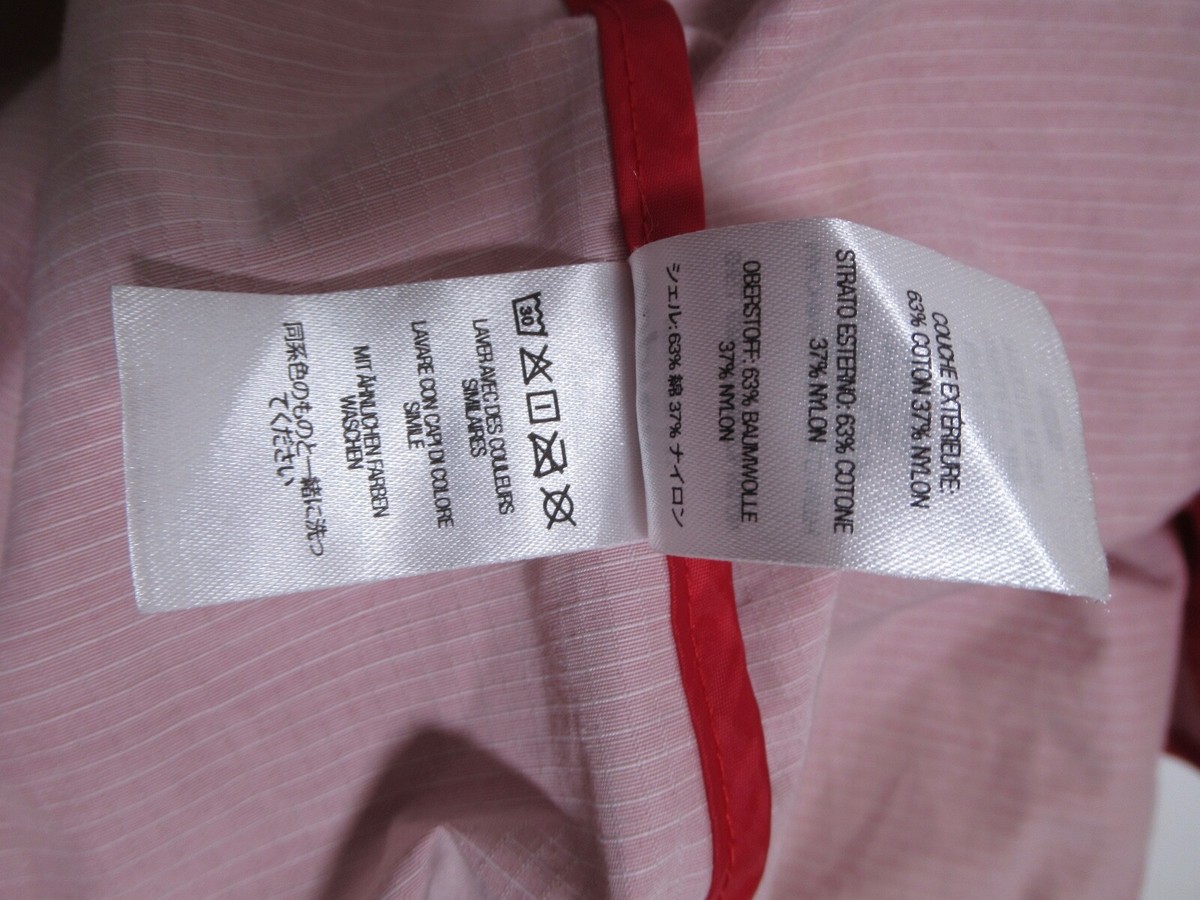 COUCHE EXTERIEURE:
63% COTON 37% NYLON
STRATO ESTERNO: 63% COTONE
37% NYLON
OBERSTOFF: 63% BAUMWOLLE
37% NYLON
シェル: 63% 綿 37% ナイロン
30
LAVER AVEC DES COULEURS
SIMILAIRES
LAVARE CON CAPI DI COLORE
SIMILE
MIT ÄHNLICHEN FARBEN
WASCHEN
同系色のものと一緒に洗っ
てください